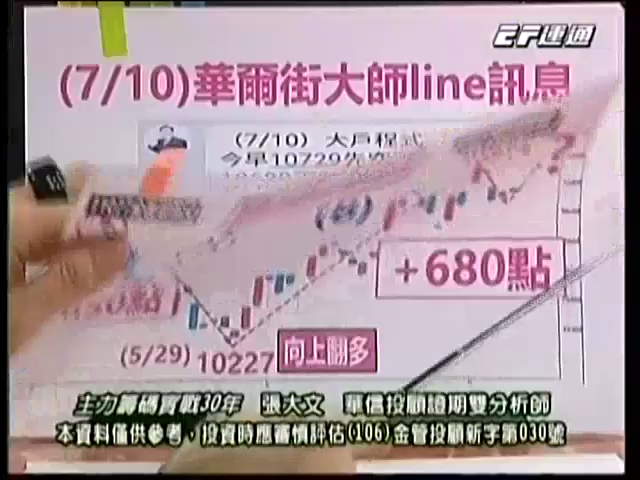 EF運通
(7/10)華爾街大師line訊息
(7/10) 大戶程式
今早10729先
+680點
(5/29) 10227 向上翻多
主力籌碼實戰30年 張大文 華信投顧證期雙分析師
本資料僅供參考，投資時應審慎評估(106)金管投顧新字第030號